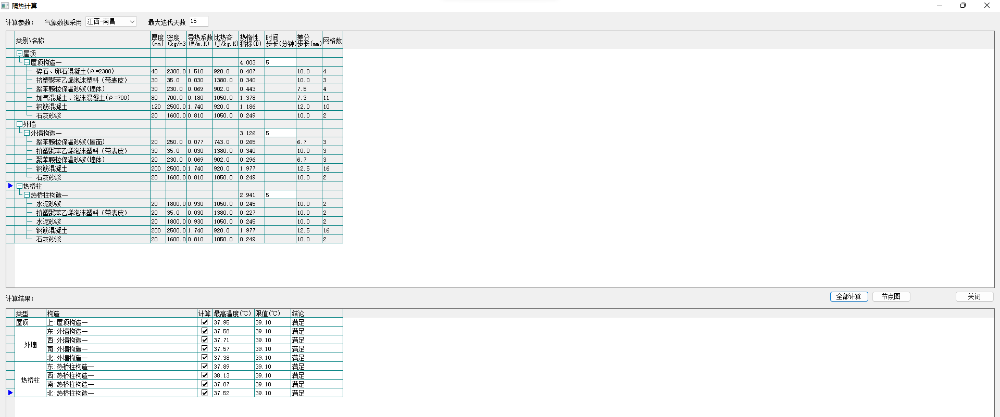 隔热计算
计算参数： 气象数据采用 江西-南昌 最大迭代天数 15
类别\名称 厚度(mm) 密度(kg/m3 导热系数(W/m.K) 比热容(J/kg.K) 热惰性指标(D) 时间步长(分钟) 差分步长(mm) 网格数
屋顶
屋顶构造一 4.003 5
碎石、卵石混凝土(ρ=2300) 40 2300.0 1.510 920.0 0.407 10.0 4
挤塑聚苯乙烯泡沫塑料（带表皮） 30 35.0 0.030 1380.0 0.340 10.0 3
聚苯颗粒保温砂浆(墙体) 30 230.0 0.069 902.0 0.443 7.5 4
加气混凝土、泡沫混凝土(ρ=700) 80 700.0 0.180 1050.0 1.378 7.3 11
钢筋混凝土 120 2500.0 1.740 920.0 1.186 12.0 10
石灰砂浆 20 1600.0 0.810 1050.0 0.249 10.0 2
外墙
外墙构造一 3.126 5
聚苯颗粒保温砂浆(屋面) 20 250.0 0.077 743.0 0.265 6.7 3
挤塑聚苯乙烯泡沫塑料（带表皮） 30 35.0 0.030 1380.0 0.340 10.0 3
聚苯颗粒保温砂浆(墙体) 20 230.0 0.069 902.0 0.296 6.7 3
钢筋混凝土 200 2500.0 1.740 920.0 1.977 12.5 16
石灰砂浆 20 1600.0 0.810 1050.0 0.249 10.0 2
热桥柱
热桥柱构造一 2.941 5
水泥砂浆 20 1800.0 0.930 1050.0 0.245 10.0 2
挤塑聚苯乙烯泡沫塑料（带表皮） 20 35.0 0.030 1380.0 0.227 10.0 2
水泥砂浆 20 1800.0 0.930 1050.0 0.245 10.0 2
钢筋混凝土 200 2500.0 1.740 920.0 1.977 12.5 16
石灰砂浆 20 1600.0 0.810 1050.0 0.249 10.0 2
计算结果： 全部计算 节点图 关闭
类型 构造 计算 最高温度(℃) 限值(℃) 结论
屋顶 上:屋顶构造一 37.95 39.10 满足
外墙 东:外墙构造一 37.58 39.10 满足
西:外墙构造一 37.71 39.10 满足
南:外墙构造一 37.57 39.10 满足
北:外墙构造一 37.38 39.10 满足
热桥柱 东:热桥柱构造一 37.89 39.10 满足
西:热桥柱构造一 38.13 39.10 满足
南:热桥柱构造一 37.87 39.10 满足
北:热桥柱构造一 37.52 39.10 满足